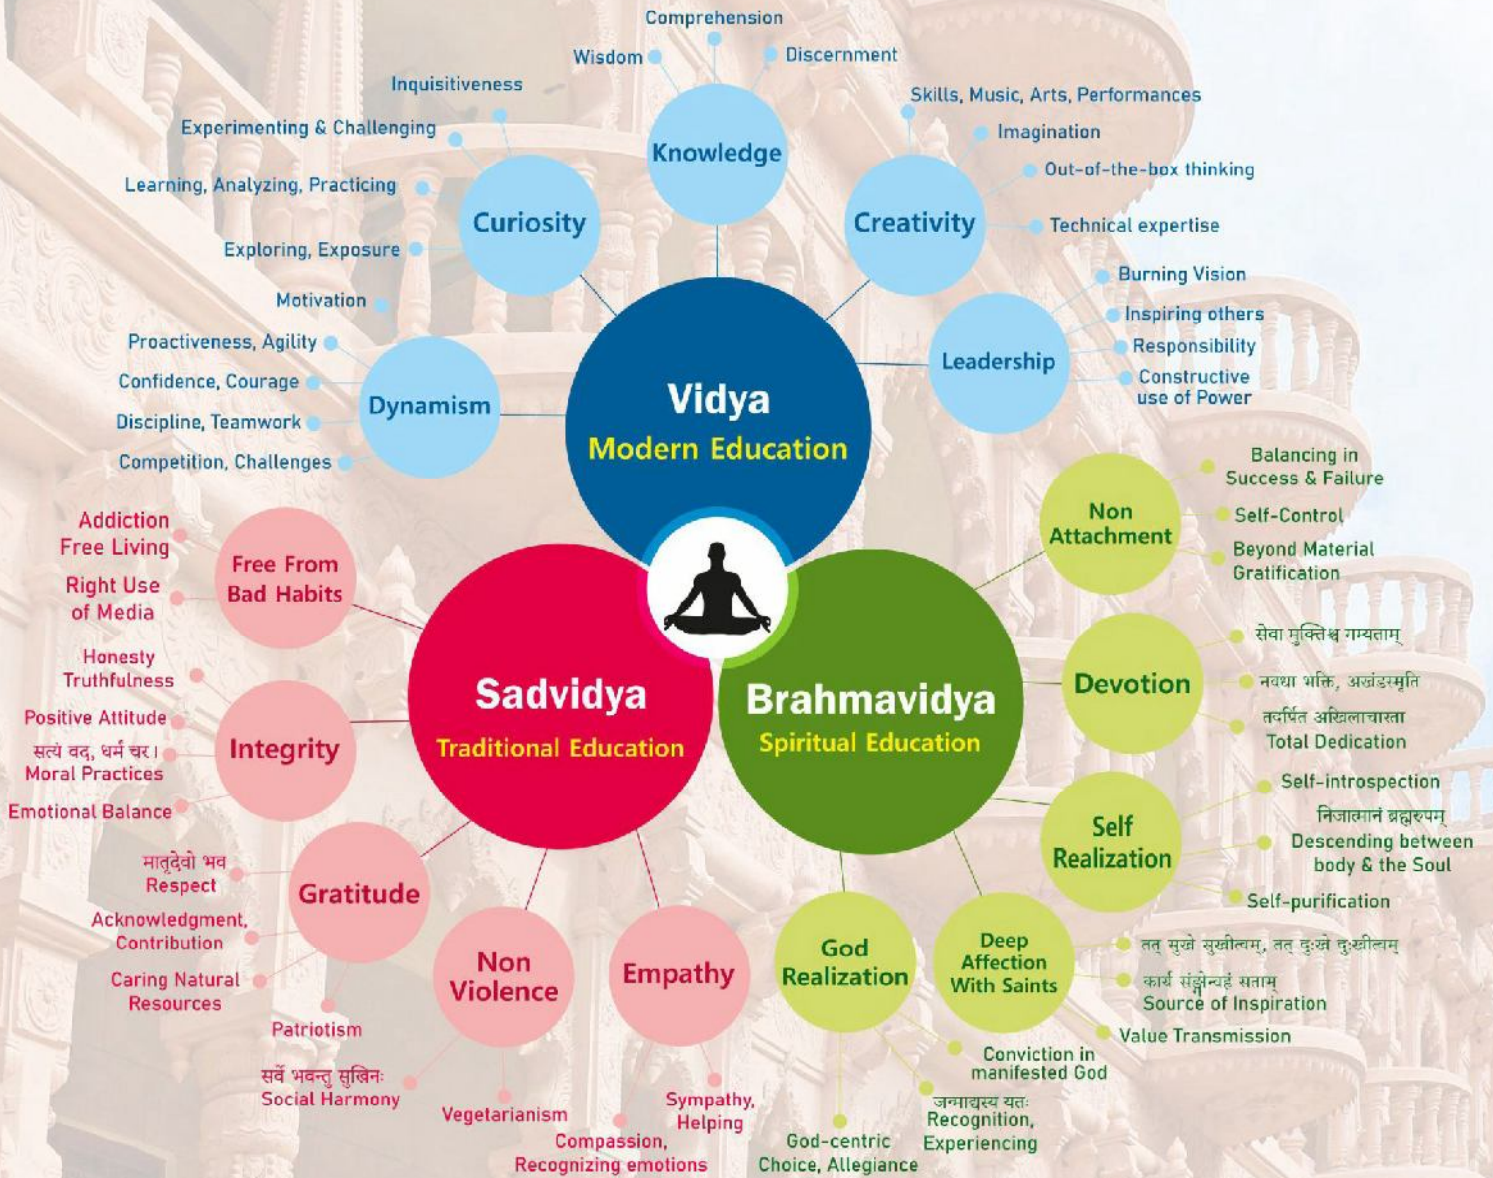 Comprehension
Wisdom
Discernment
Knowledge
Inquisitiveness
Experimenting & Challenging
Learning, Analyzing, Practicing
Exploring, Exposure
Curiosity
Skills, Music, Arts, Performances
Imagination
Out-of-the-box thinking
Technical expertise
Creativity
Motivation
Proactiveness, Agility
Confidence, Courage
Discipline, Teamwork
Competition, Challenges
Dynamism
Burning Vision
Inspiring others
Responsibility
Constructive
use of Power
Leadership
Vidya
Modern Education
Addiction
Free Living
Right Use
of Media
Free From
Bad Habits
Honesty
Truthfulness
Positive Attitude
सत्यं वद, धर्म चर।
Moral Practices
Emotional Balance
Integrity
Sadvidya
Traditional Education
मातृदेवो भव
Respect
Acknowledgment,
Contribution
Caring Natural
Resources
Patriotism
Gratitude
Non
Violence
सर्वे भवन्तु सुखिनः
Social Harmony
Vegetarianism
Empathy
Sympathy,
Helping
Compassion,
Recognizing emotions
Brahmavidya
Spiritual Education
Non
Attachment
Balancing in
Success & Failure
Self-Control
Beyond Material
Gratification
Devotion
सेवा मुक्तिश्च गम्यताम्
नवधा भक्ति, अखंडस्मृति
तदर्पित अखिलाचारता
Total Dedication
Self
Realization
Self-introspection
निजात्मानं ब्रह्मरुपम्
Descending between
body & the Soul
Self-purification
Deep
Affection
With Saints
तत् सुखे सुखीत्वम्, तत् दुःखे दुःखीत्वम्
कार्य सताम्
Source of Inspiration
Value Transmission
God
Realization
Conviction in
manifested God
जन्माद्यस्य यतः
Recognition,
Experiencing
God-centric
Choice, Allegiance